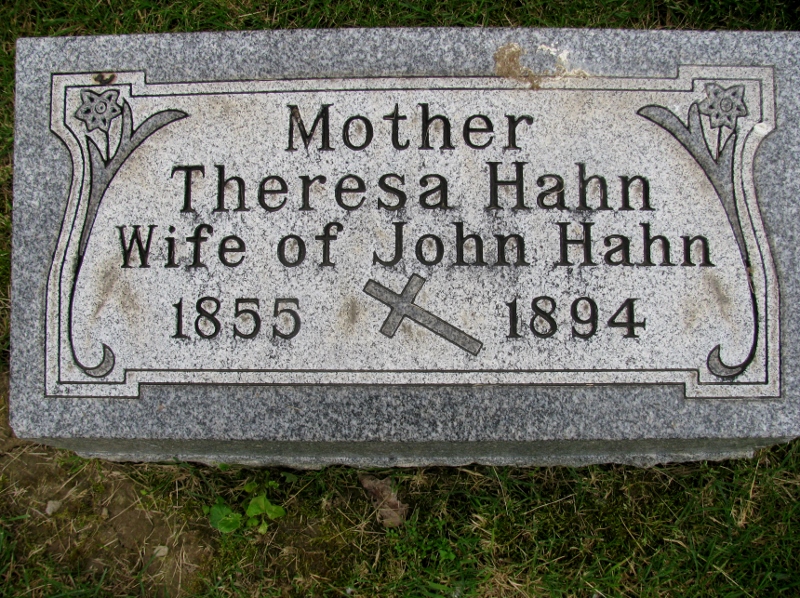 Mother
Theresa Hahn
Wife of John Hahn
1855 1894